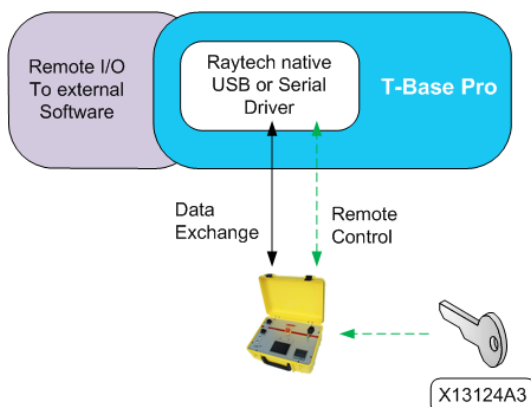 Remote I/O
To external
Software
Raytech native
USB or Serial
Driver
T-Base Pro
Data
Exchange
Remote
Control
X13124A3